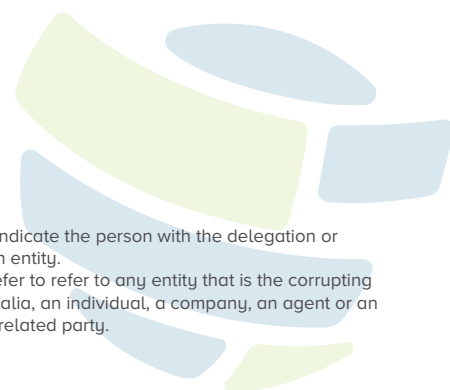 ndicate the person with the delegation or
n entity.
efer to refer to any entity that is the corrupting
alia, an individual, a company, an agent or an
related party.